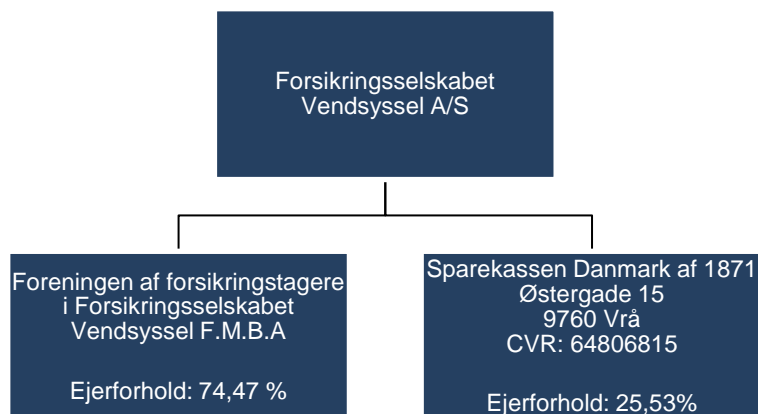 Forsikringsselskabet
Vendsyssel A/S
Foreningen af forsikringstagere
i Forsikringsselskabet
Vendsyssel F.M.B.A
Ejerforhold: 74,47 %
Sparekassen Danmark af 1871
Østergade 15
9760 Vrå
CVR: 64806815
Ejerforhold: 25,53%